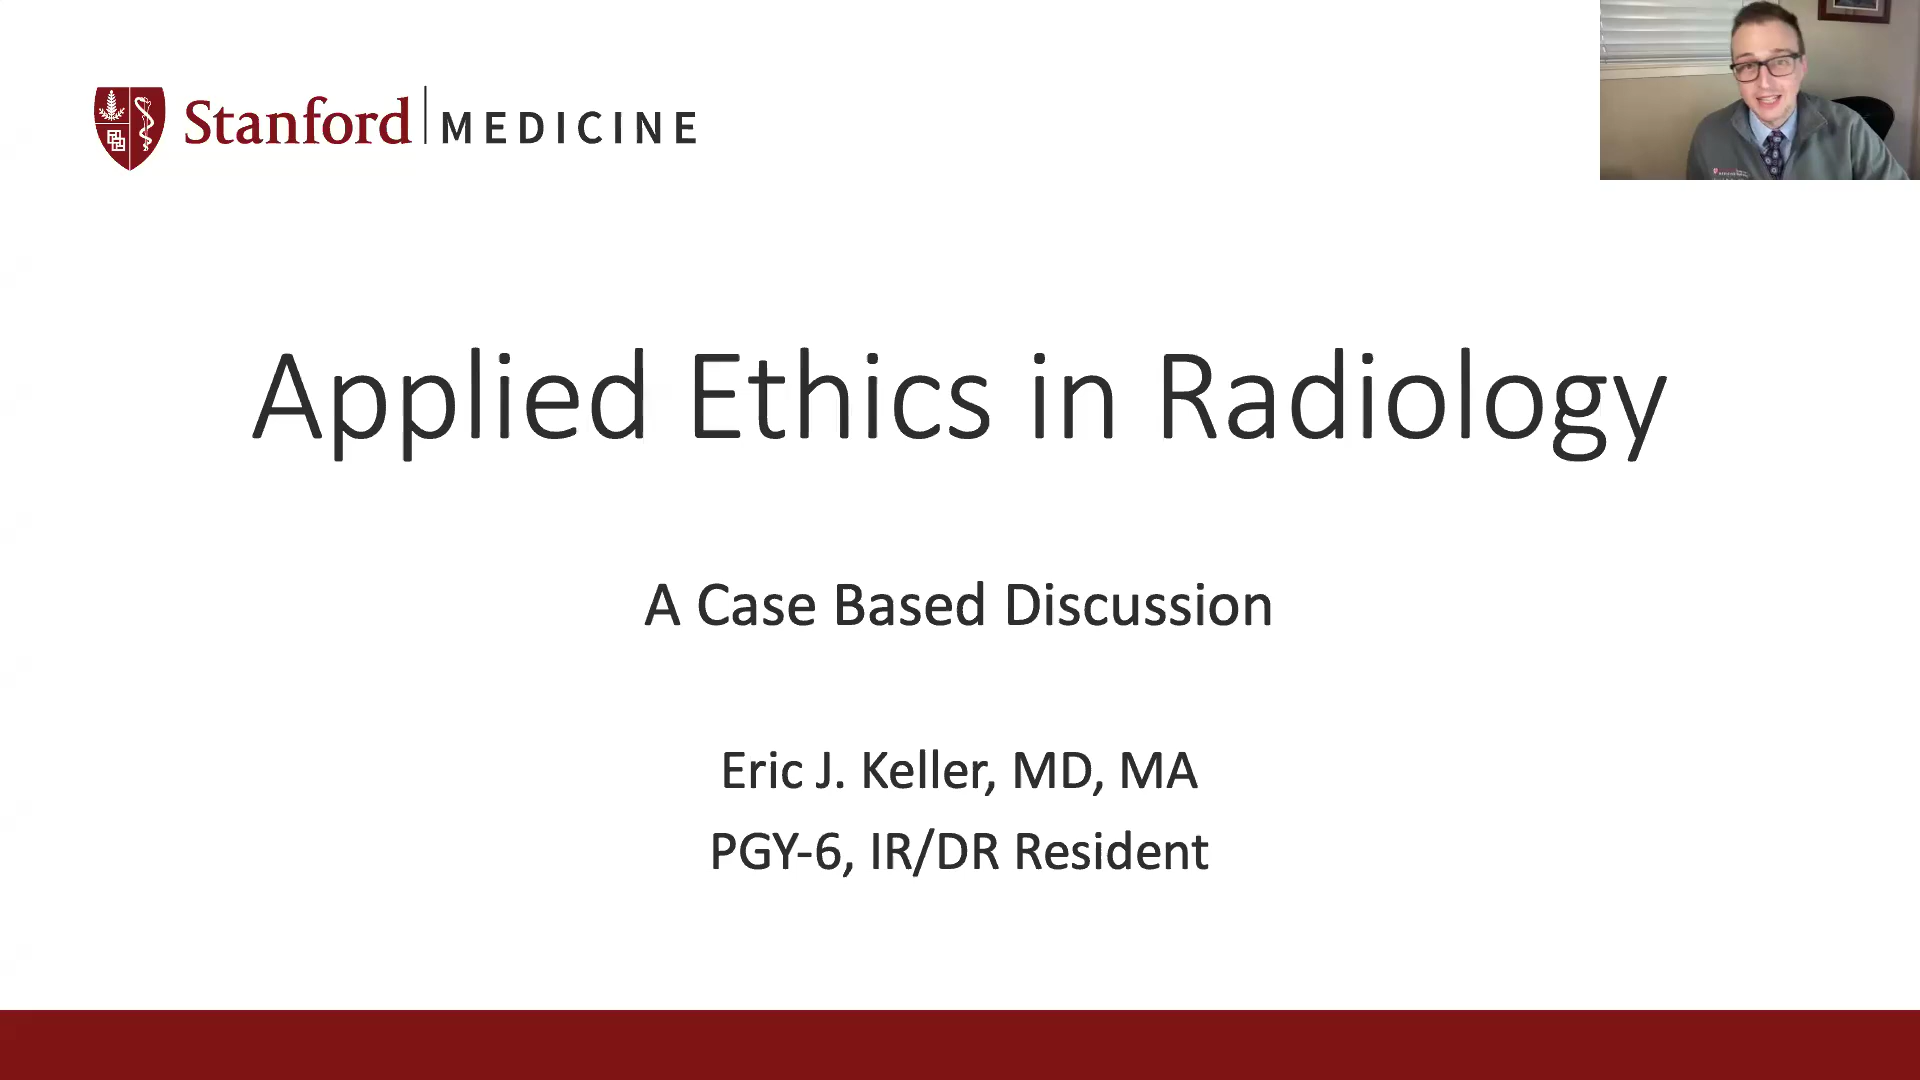 Stanford MEDICINE
Applied Ethics in Radiology
A Case Based Discussion
Eric J. Keller, MD, MA
PGY-6, IR/DR Resident